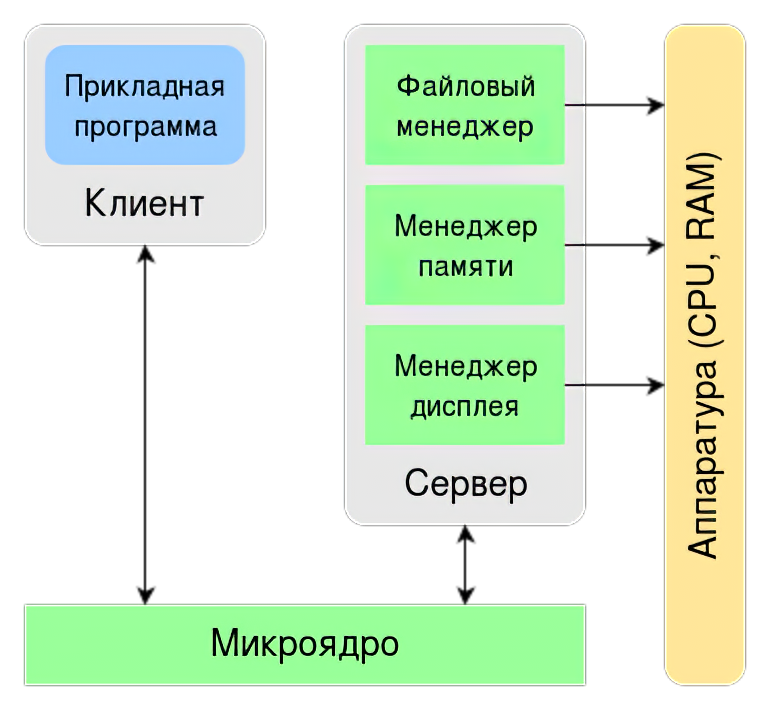 Прикладная
программа
Клиент
Файловый
менеджер
Менеджер
памяти
Менеджер
дисплея
Сервер
Микроядро
Аппаратура (CPU, RAM)